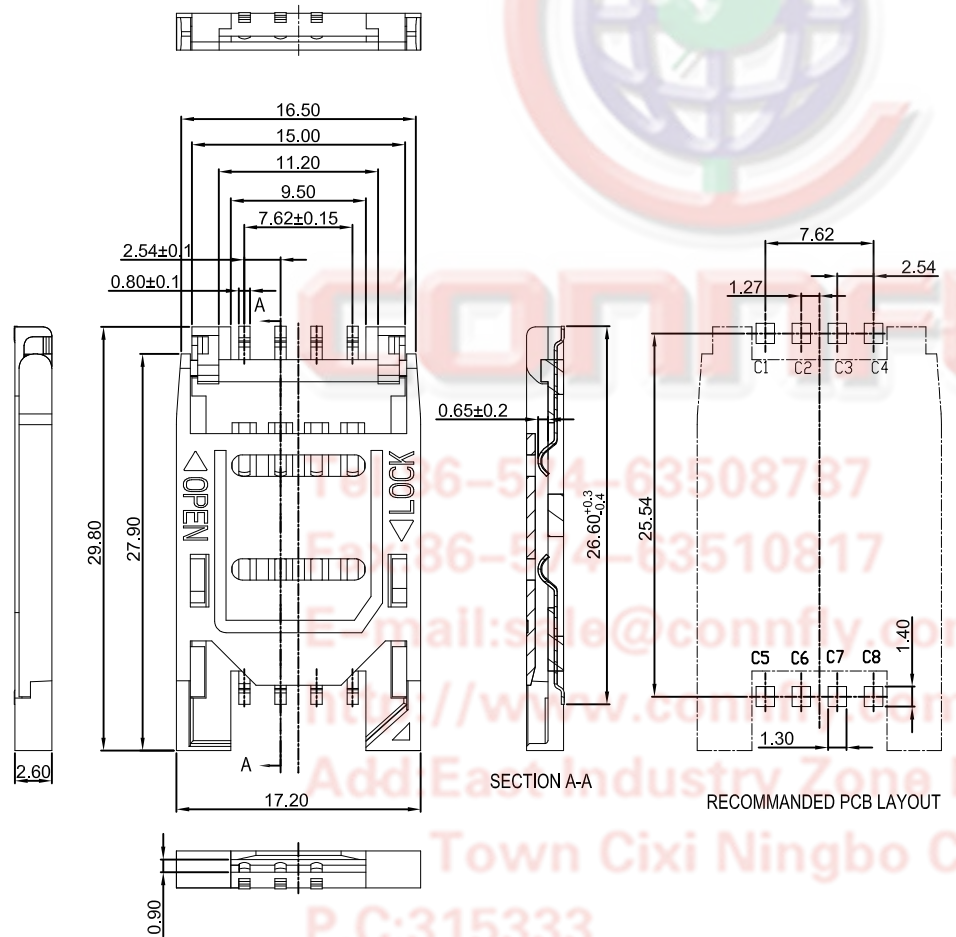 16.50
15.00
11.20
9.50
7.62±0.15
2.54±0.1
0.80±0.1
A
29.80
27.90
OPEN
LOCK
A
2.60
17.20
0.90
0.65±0.2
26.60+0.3 -0.4
SECTION A-A
7.62
2.54
1.27
C1 C2 C3 C4
25.54
C5 C6 C7 C8
1.40
1.30
RECOMMANDED PCB LAYOUT
CONNF
Tel:86-574-63508787
Fax:86-574-63510817
E-mail:sale@connfly.com
http://www.connfly.com
Add:East Industry Zone
Town Cixi Ningbo C
P.C:315333